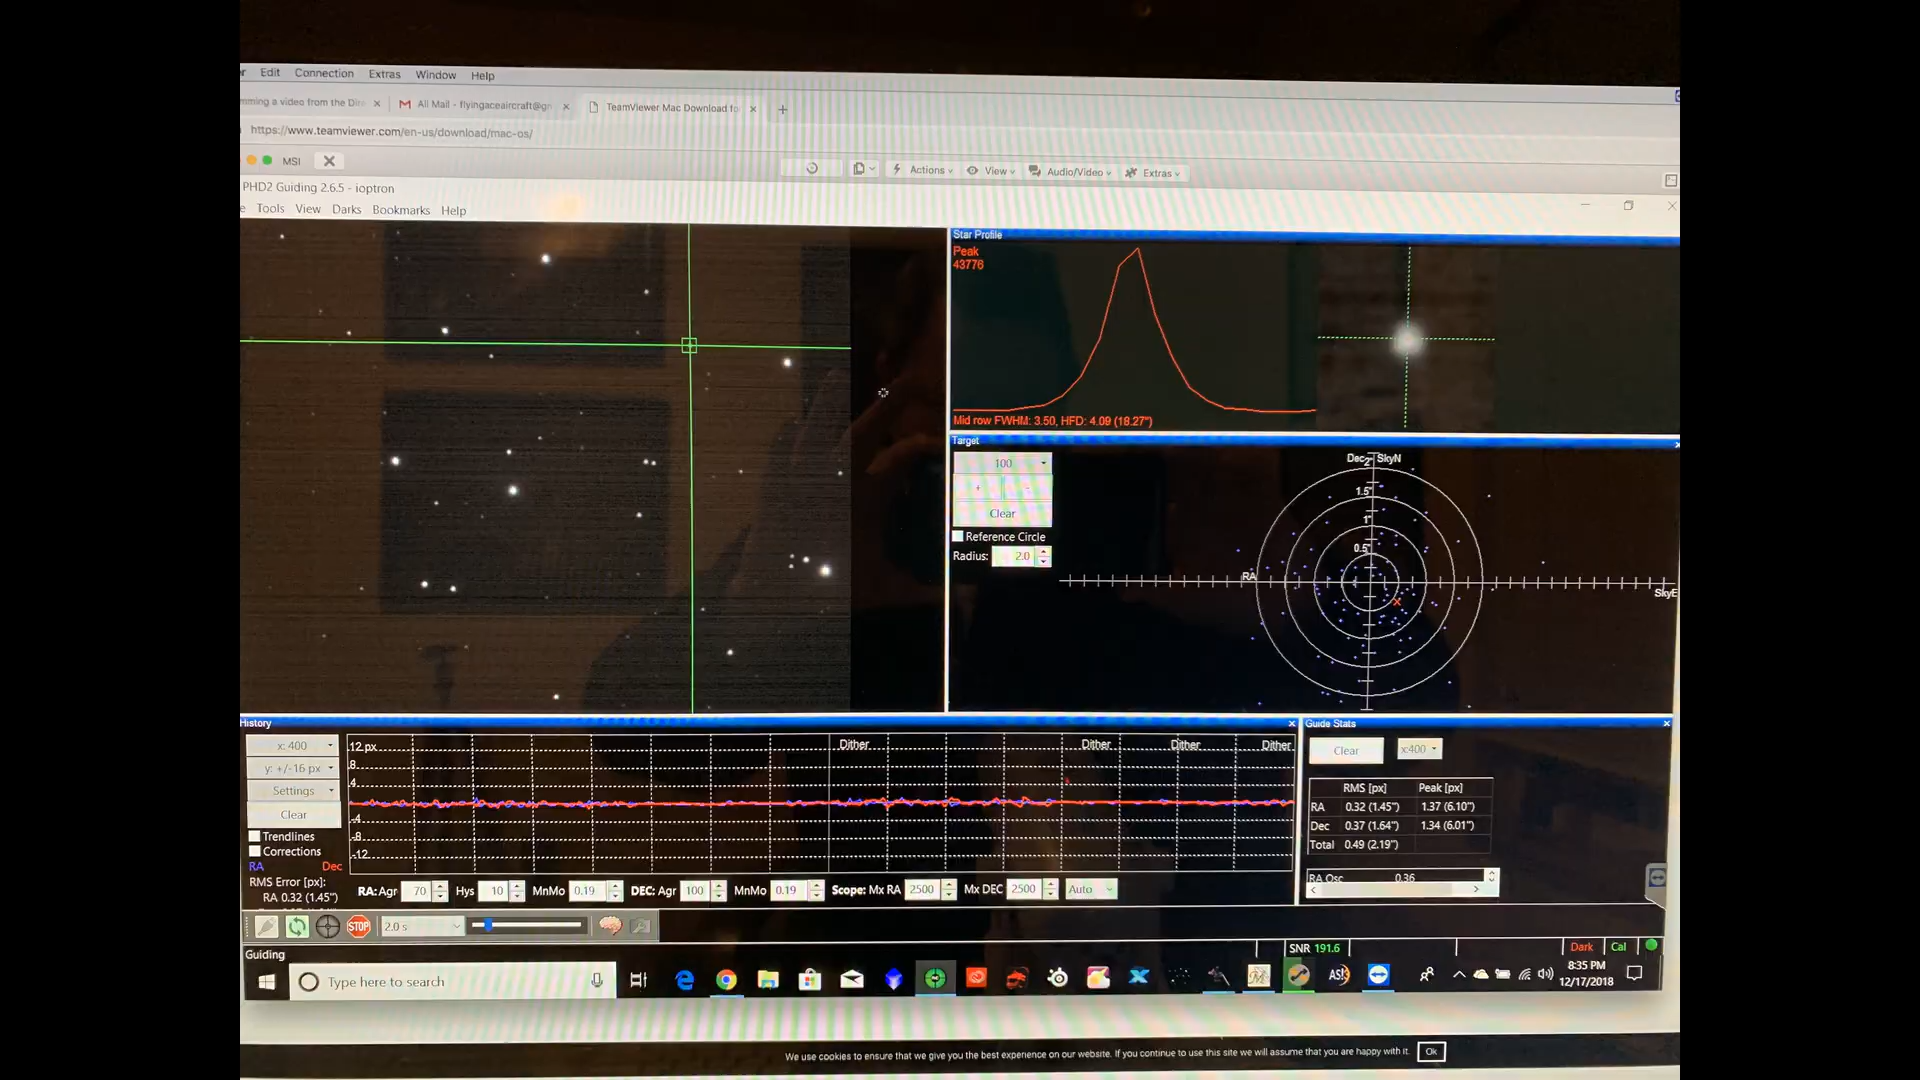 Edit Connection Extras Window Help
mming a video from the Dire × All Mail - flyingaceaircraft@gn × TeamViewer Mac Download fo × +
https://www.teamviewer.com/en-us/download/mac-os/
MSI
Actions View Audio/Video Extras
PHD2 Guiding 2.6.5 - ioptron
Tools View Darks Bookmarks Help
Star Profile
Peak
43776
Mid row FWHM: 3.50, HFD: 4.09 (18.27")
Target
100
+ -
Clear
Reference Circle
Radius: 2.0
Dec 2" SkyN
1.5"
1"
0.5"
RA
SkyE
History
x: 400
y: +/-16 px
Settings
Clear
Trendlines
Corrections
RA Dec
RMS Error [px]:
RA 0.32 (1.45")
12 px
8
4
-4
-8
-12
Dither Dither Dither Dither
RA: Agr 70 Hys 10 MnMo 0.19 DEC: Agr 100 MnMo 0.19 Scope: Mx RA 2500 Mx DEC 2500 Auto
Guide Stats
Clear x:400
RMS [px] Peak [px]
RA 0.32 (1.45") 1.37 (6.10")
Dec 0.37 (1.64") 1.34 (6.01")
Total 0.49 (2.19")
RA Osc 0.36
STOP 2.0 s
Guiding
SNR 191.6 Dark Cal
Type here to search
AS!3
8:35 PM
12/17/2018
We use cookies to ensure that we give you the best experience on our website. If you continue to use this site we will assume that you are happy with it. Ok